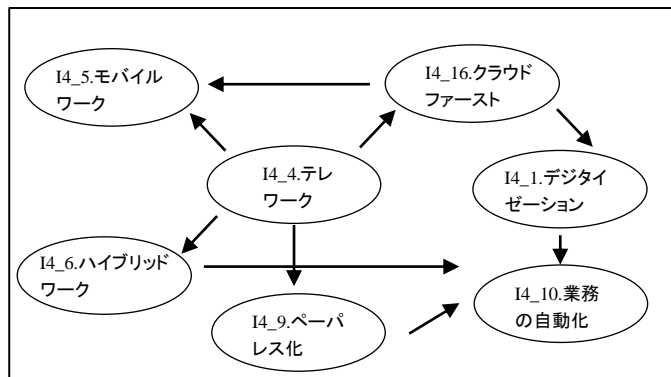 I4_5.モバイル
ワーク
I4_16.クラウド
ファースト
I4_4.テレ
ワーク
I4_1.デジタイ
ゼーション
I4_6.ハイブリッド
ワーク
I4_9.ペーパ
レス化
I4_10.業務
の自動化